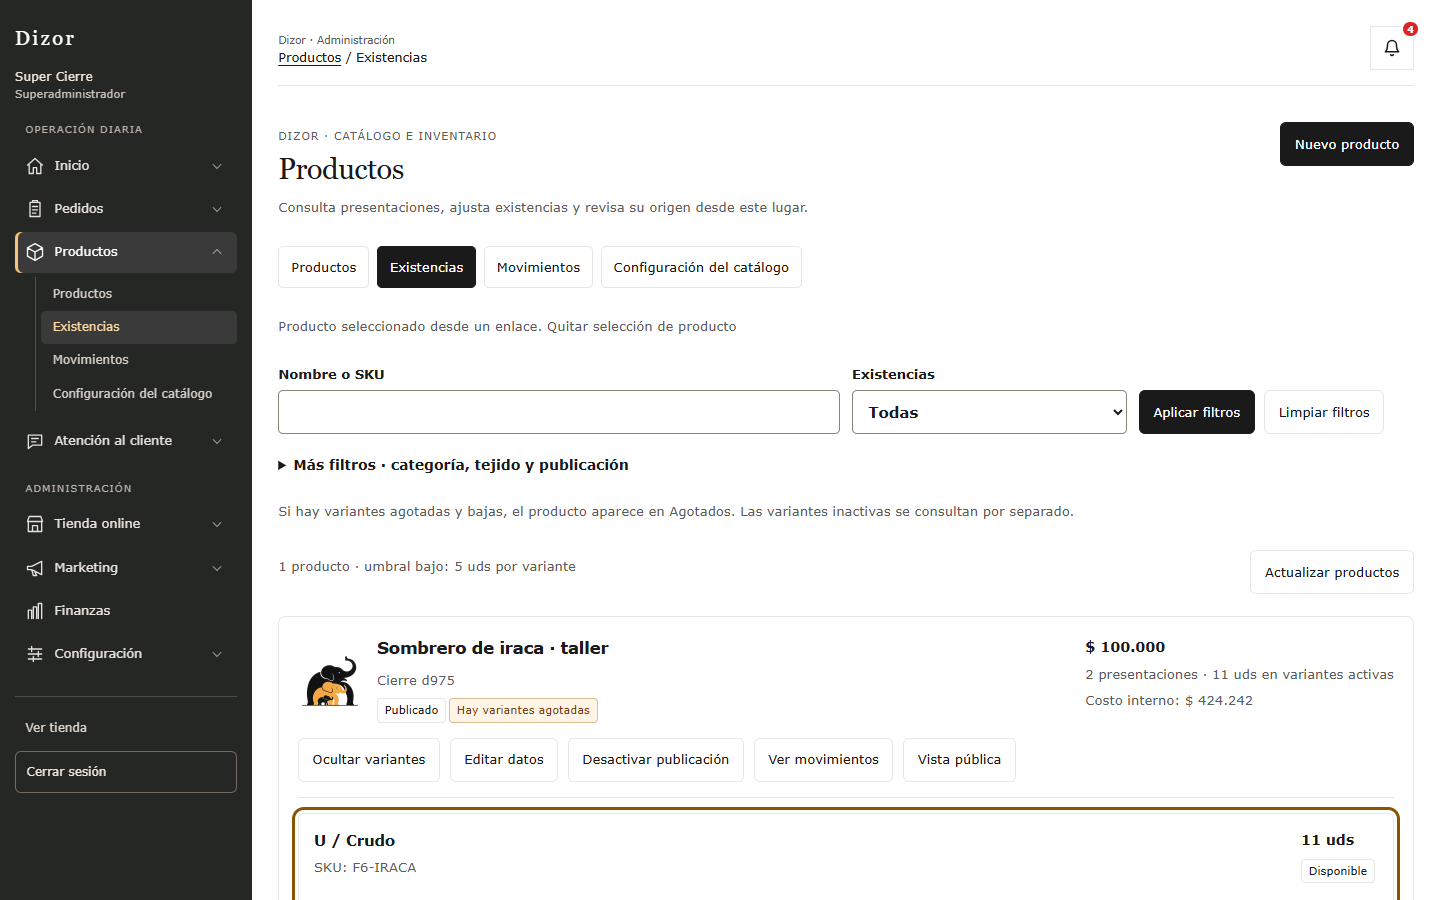 Dizor
Super Cierre
Superadministrador
OPERACIÓN DIARIA
Inicio
Pedidos
Productos
Productos
Existencias
Movimientos
Configuración del catálogo
Atención al cliente
ADMINISTRACIÓN
Tienda online
Marketing
Finanzas
Configuración
Ver tienda
Cerrar sesión
Dizor · Administración
Productos / Existencias
4
DIZOR · CATÁLOGO E INVENTARIO
Productos
Consulta presentaciones, ajusta existencias y revisa su origen desde este lugar.
Nuevo producto
Productos
Existencias
Movimientos
Configuración del catálogo
Producto seleccionado desde un enlace. Quitar selección de producto
Nombre o SKU
Existencias
Todas
Aplicar filtros
Limpiar filtros
Más filtros · categoría, tejido y publicación
Si hay variantes agotadas y bajas, el producto aparece en Agotados. Las variantes inactivas se consultan por separado.
1 producto · umbral bajo: 5 uds por variante
Actualizar productos
Sombrero de iraca · taller
Cierre d975
Publicado
Hay variantes agotadas
$ 100.000
2 presentaciones · 11 uds en variantes activas
Costo interno: $ 424.242
Ocultar variantes
Editar datos
Desactivar publicación
Ver movimientos
Vista pública
U / Crudo
SKU: F6-IRACA
11 uds
Disponible